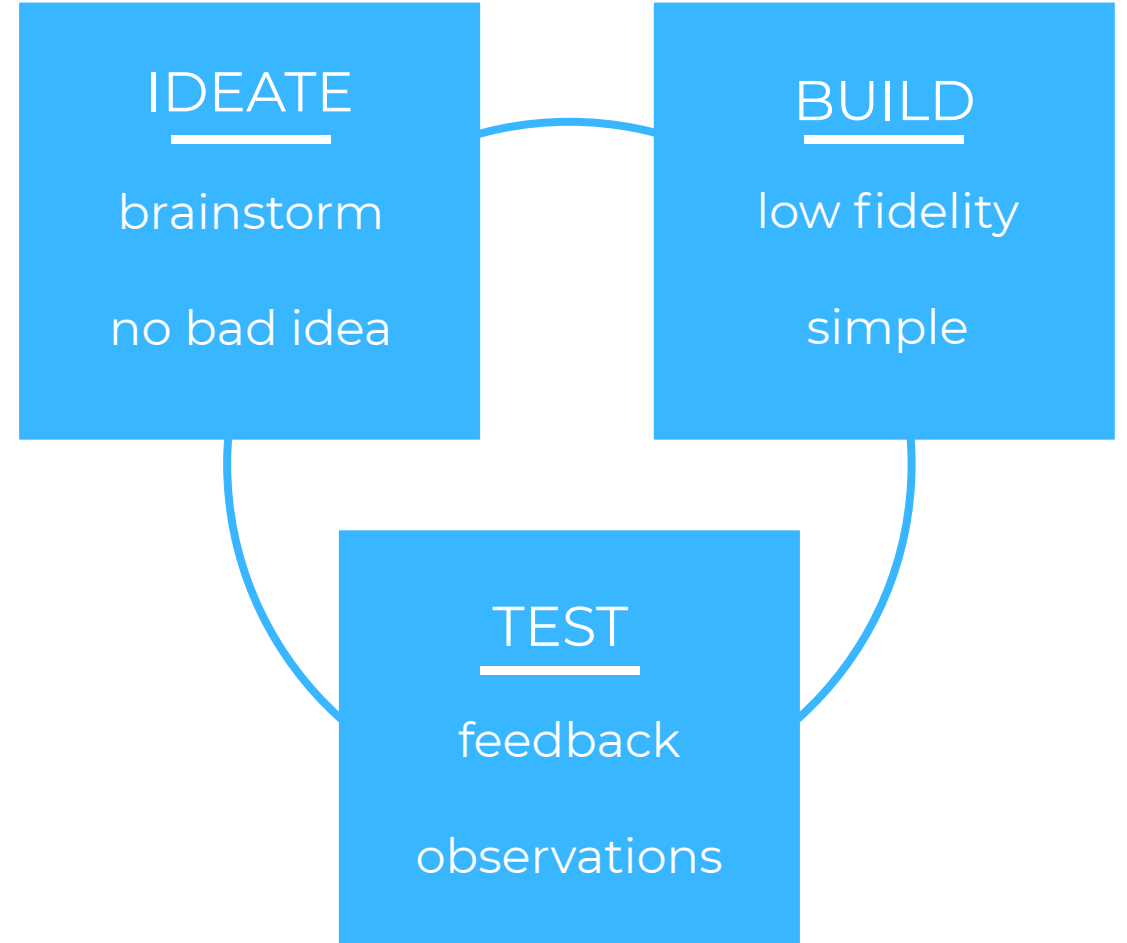 IDEATE
brainstorm
no bad idea
BUILD
low fidelity
simple
TEST
feedback
observations